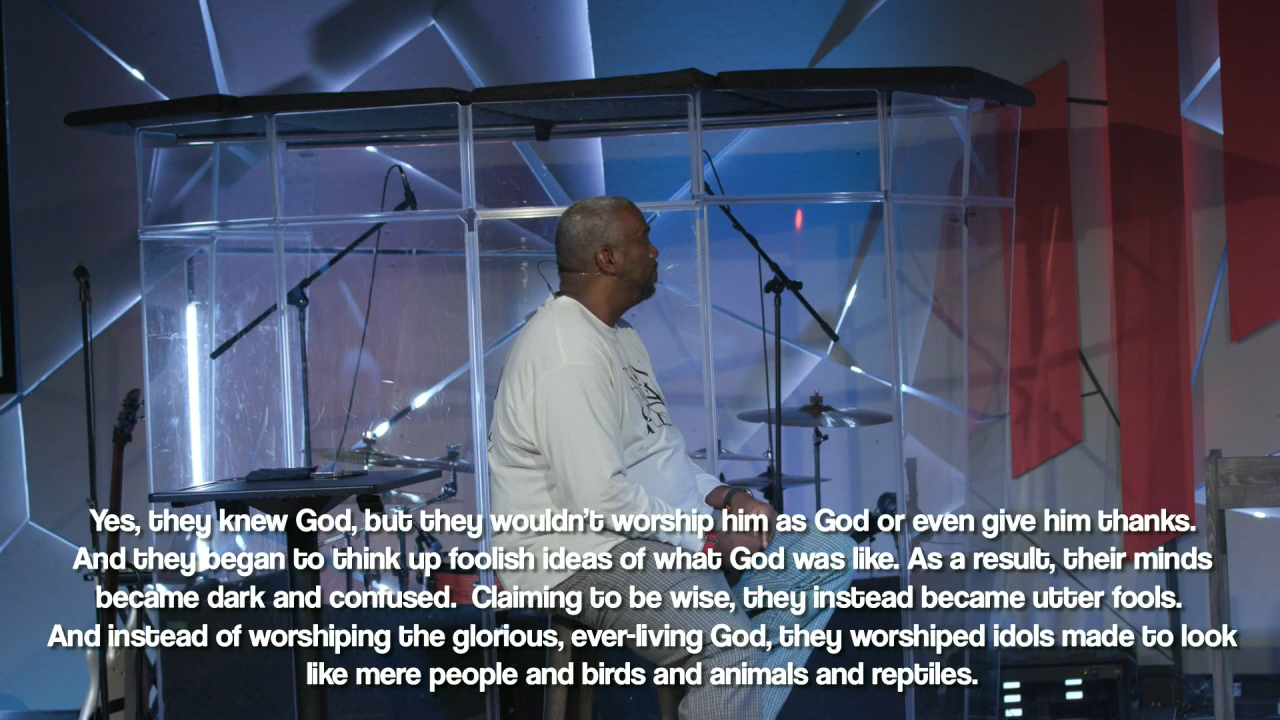 Yes, they knew God, but they wouldn't worship him as God or even give him thanks.
And they began to think up foolish ideas of what God was like. As a result, their minds
became dark and confused. Claiming to be wise, they instead became utter fools.
And instead of worshiping the glorious, ever-living God, they worshiped idols made to look
like mere people and birds and animals and reptiles.